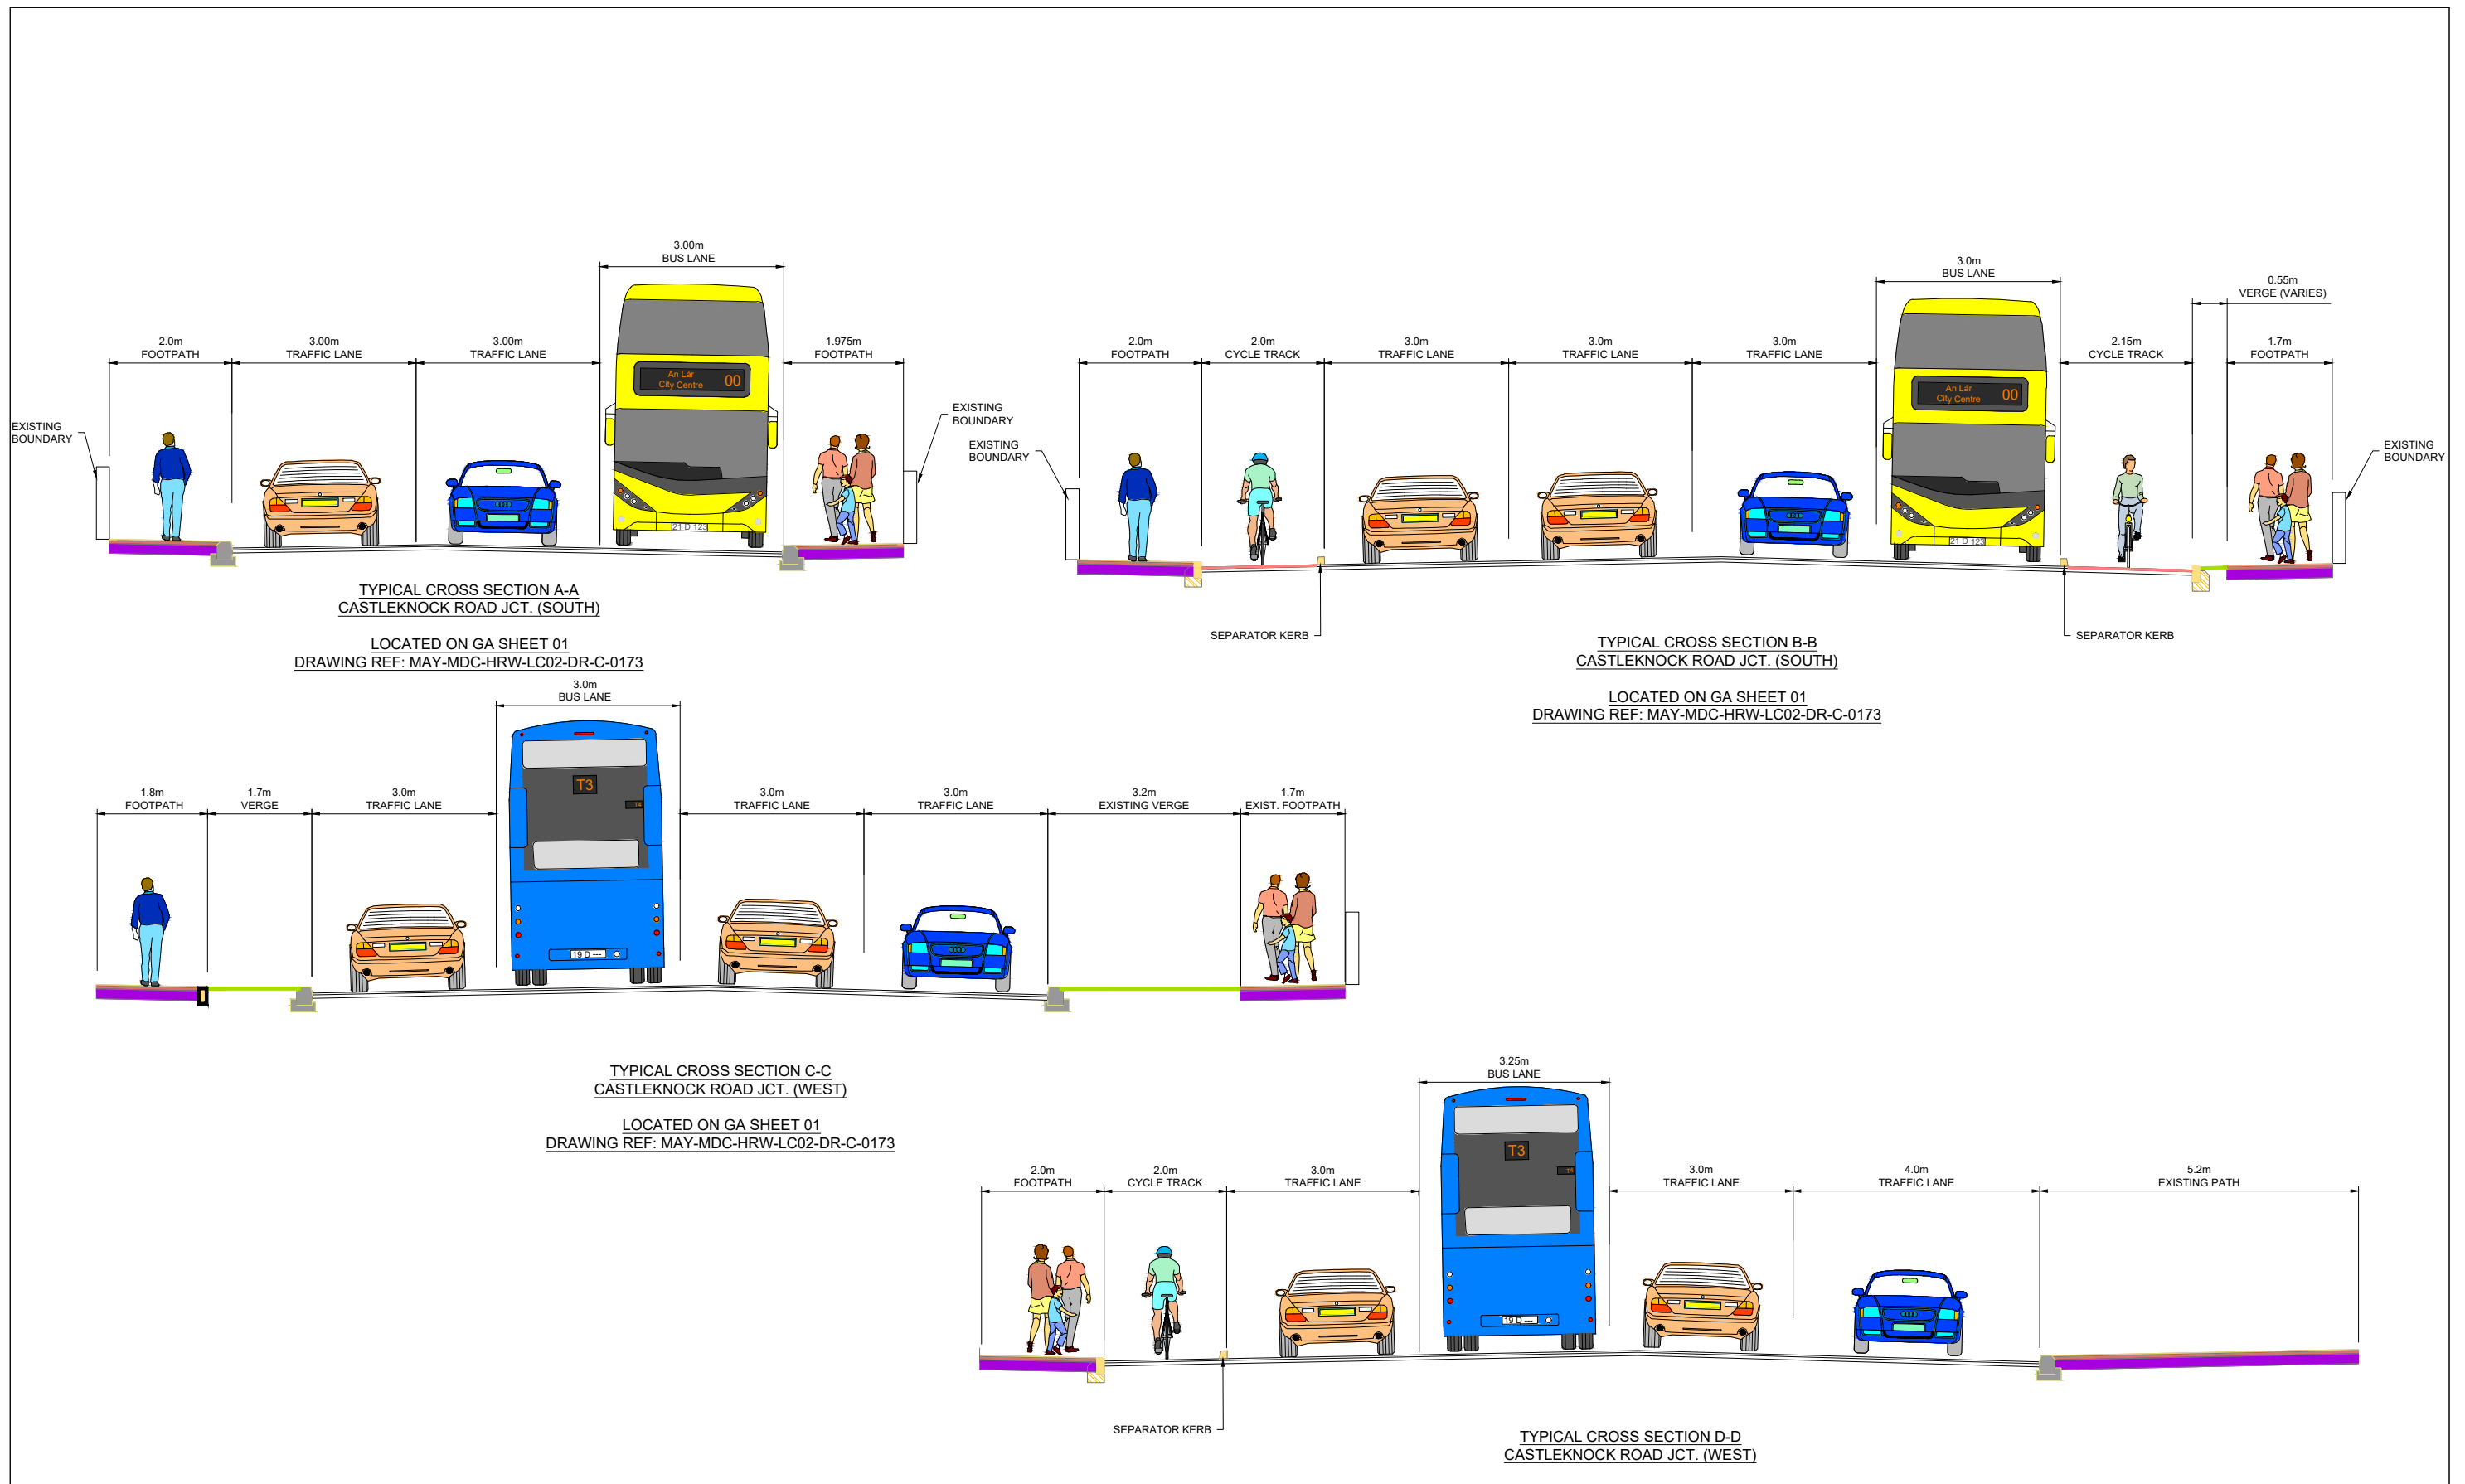 3.00m
BUS LANE
2.0m
FOOTPATH
3.00m
TRAFFIC LANE
3.00m
TRAFFIC LANE
1.975m
FOOTPATH
EXISTING
BOUNDARY
An Lár
City Centre
00
21 D 123
EXISTING
BOUNDARY
TYPICAL CROSS SECTION A-A
CASTLEKNOCK ROAD JCT. (SOUTH)
LOCATED ON GA SHEET 01
DRAWING REF: MAY-MDC-HRW-LC02-DR-C-0173
3.0m
BUS LANE
0.55m
VERGE (VARIES)
2.0m
FOOTPATH
2.0m
CYCLE TRACK
3.0m
TRAFFIC LANE
3.0m
TRAFFIC LANE
3.0m
TRAFFIC LANE
2.15m
CYCLE TRACK
1.7m
FOOTPATH
EXISTING
BOUNDARY
An Lár
City Centre
00
21 D 123
EXISTING
BOUNDARY
SEPARATOR KERB
SEPARATOR KERB
TYPICAL CROSS SECTION B-B
CASTLEKNOCK ROAD JCT. (SOUTH)
LOCATED ON GA SHEET 01
DRAWING REF: MAY-MDC-HRW-LC02-DR-C-0173
3.0m
BUS LANE
1.8m
FOOTPATH
1.7m
VERGE
3.0m
TRAFFIC LANE
T3
3.0m
TRAFFIC LANE
3.0m
TRAFFIC LANE
3.2m
EXISTING VERGE
1.7m
EXIST. FOOTPATH
19 D ---
TYPICAL CROSS SECTION C-C
CASTLEKNOCK ROAD JCT. (WEST)
LOCATED ON GA SHEET 01
DRAWING REF: MAY-MDC-HRW-LC02-DR-C-0173
3.25m
BUS LANE
2.0m
FOOTPATH
2.0m
CYCLE TRACK
3.0m
TRAFFIC LANE
T3
3.0m
TRAFFIC LANE
4.0m
TRAFFIC LANE
5.2m
EXISTING PATH
19 D ---
SEPARATOR KERB
TYPICAL CROSS SECTION D-D
CASTLEKNOCK ROAD JCT. (WEST)